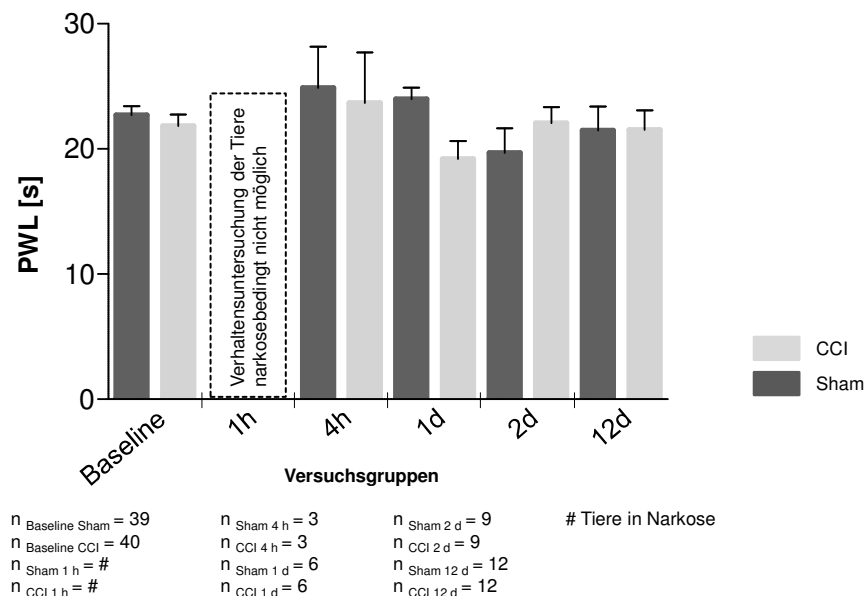 30
20
10
0
PWL [s]
Verhaltensuntersuchung der Tiere
narkosebedingt nicht möglich
Baseline
1h
4h
1d
2d
12d
Versuchsgruppen
CCI
Sham
n Baseline Sham = 39
n Baseline CCI = 40
n Sham 1 h = #
n CCI 1 h = #
n Sham 4 h = 3
n CCI 4 h = 3
n Sham 1 d = 6
n CCI 1 d = 6
n Sham 2 d = 9
n CCI 2 d = 9
n Sham 12 d = 12
n CCI 12 d = 12
# Tiere in Narkose